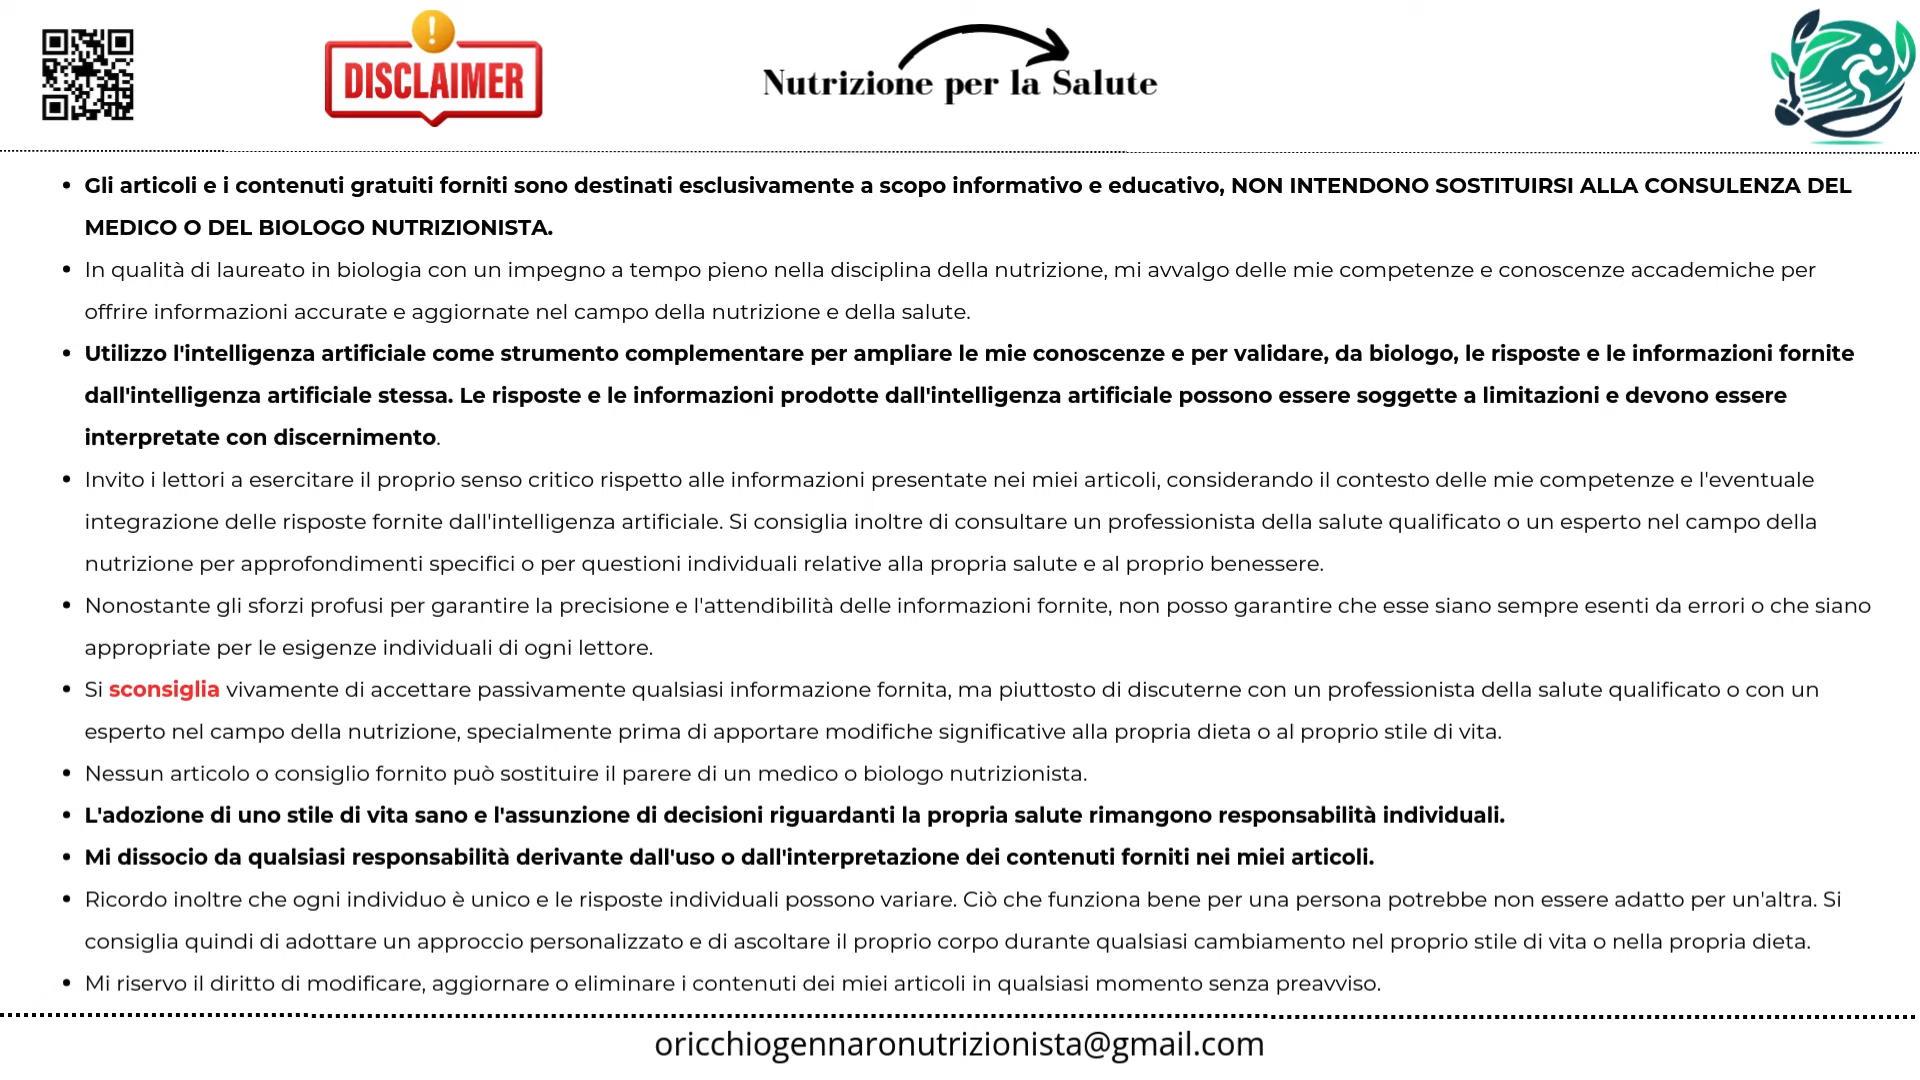 DISCLAIMER
Nutrizione per la Salute
Gli articoli e i contenuti gratuiti forniti sono destinati esclusivamente a scopo informativo e educativo, NON INTENDONO SOSTITUIRSI ALLA CONSULENZA DEL
MEDICO O DEL BIOLOGO NUTRIZIONISTA.
In qualità di laureato in biologia con un impegno a tempo pieno nella disciplina della nutrizione, mi avvalgo delle mie competenze e conoscenze accademiche per
offrire informazioni accurate e aggiornate nel campo della nutrizione e della salute.
Utilizzo l'intelligenza artificiale come strumento complementare per ampliare le mie conoscenze e per validare, da biologo, le risposte e le informazioni fornite
dall'intelligenza artificiale stessa. Le risposte e le informazioni prodotte dall'intelligenza artificiale possono essere soggette a limitazioni e devono essere
interpretate con discernimento.
Invito i lettori a esercitare il proprio senso critico rispetto alle informazioni presentate nei miei articoli, considerando il contesto delle mie competenze e l'eventuale
integrazione delle risposte fornite dall'intelligenza artificiale. Si consiglia inoltre di consultare un professionista della salute qualificato o un esperto nel campo della
nutrizione per approfondimenti specifici o per questioni individuali relative alla propria salute e al proprio benessere.
Nonostante gli sforzi profusi per garantire la precisione e l'attendibilità delle informazioni fornite, non posso garantire che esse siano sempre esenti da errori o che siano
appropriate per le esigenze individuali di ogni lettore.
Si sconsiglia vivamente di accettare passivamente qualsiasi informazione fornita, ma piuttosto di discuterne con un professionista della salute qualificato o con un
esperto nel campo della nutrizione, specialmente prima di apportare modifiche significative alla propria dieta o al proprio stile di vita.
Nessun articolo o consiglio fornito può sostituire il parere di un medico o biologo nutrizionista.
L'adozione di uno stile di vita sano e l'assunzione di decisioni riguardanti la propria salute rimangono responsabilità individuali.
Mi dissocio da qualsiasi responsabilità derivante dall'uso o dall'interpretazione dei contenuti forniti nei miei articoli.
Ricordo inoltre che ogni individuo è unico e le risposte individuali possono variare. Ciò che funziona bene per una persona potrebbe non essere adatto per un'altra. Si
consiglia quindi di adottare un approccio personalizzato e di ascoltare il proprio corpo durante qualsiasi cambiamento nel proprio stile di vita o nella propria dieta.
Mi riservo il diritto di modificare, aggiornare o eliminare i contenuti dei miei articoli in qualsiasi momento senza preavviso.
oricchiogennaronutrizionista@gmail.com